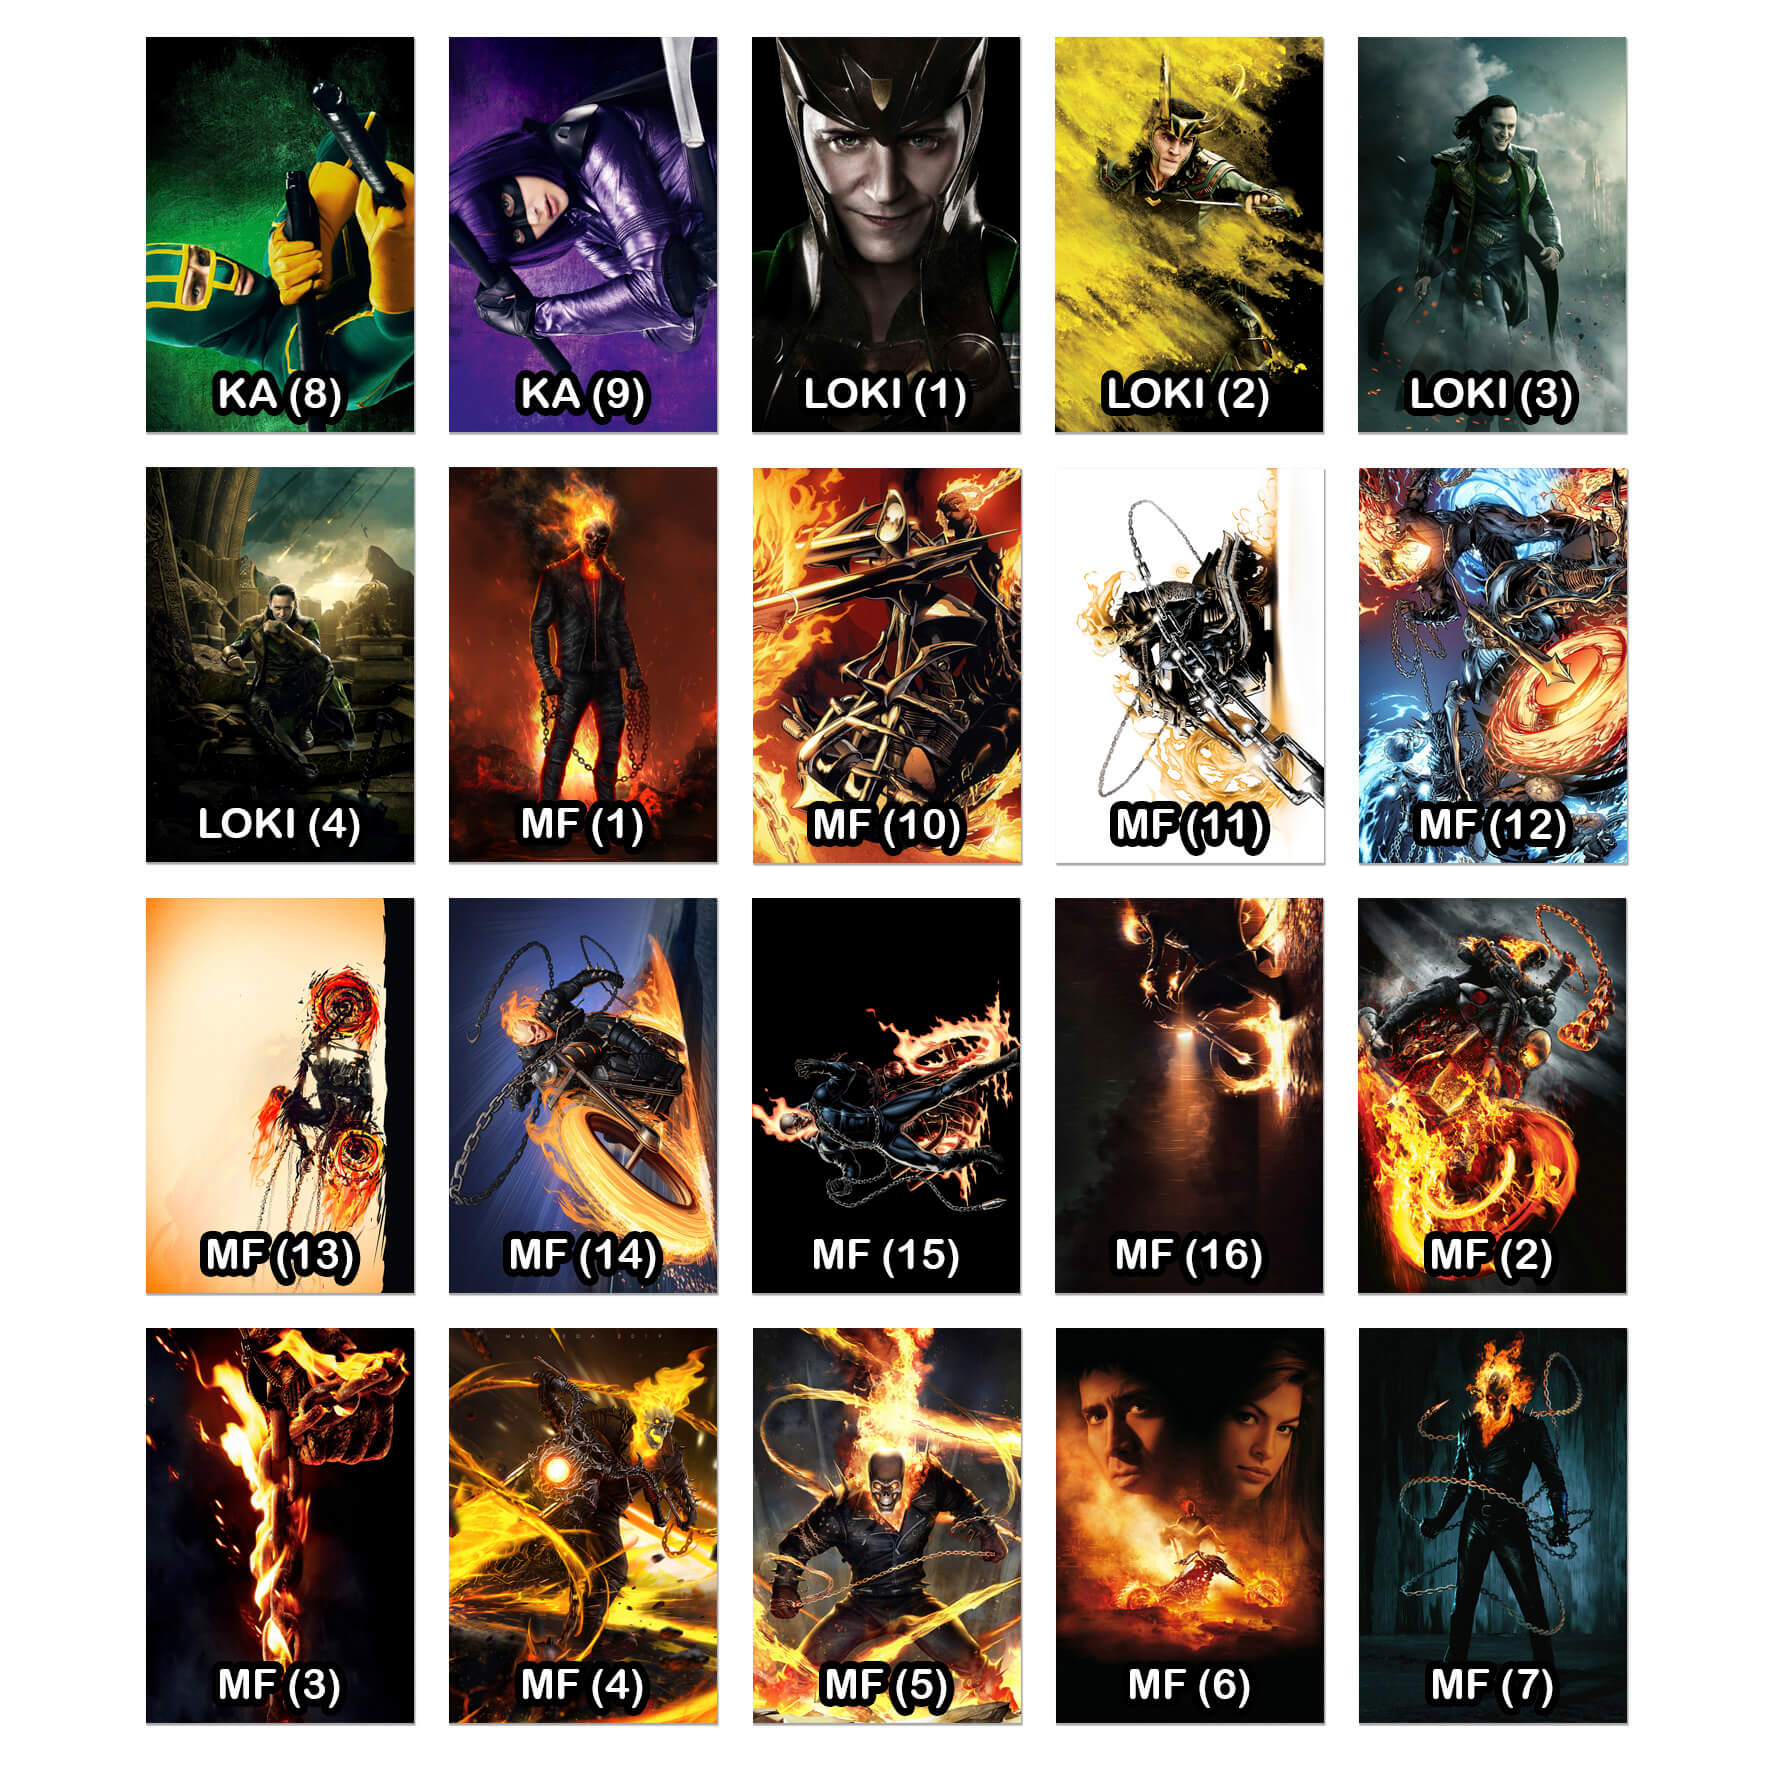 KA (8)
KA (9)
LOKI (1)
LOKI (2)
LOKI (3)
LOKI (4)
MF (1)
MF (10)
MF (11)
MF (12)
MF (13)
MF (14)
MF (15)
MF (16)
MF (2)
MF (3)
MALYEDA 2019
MF (4)
MF (5)
MF (6)
MF (7)